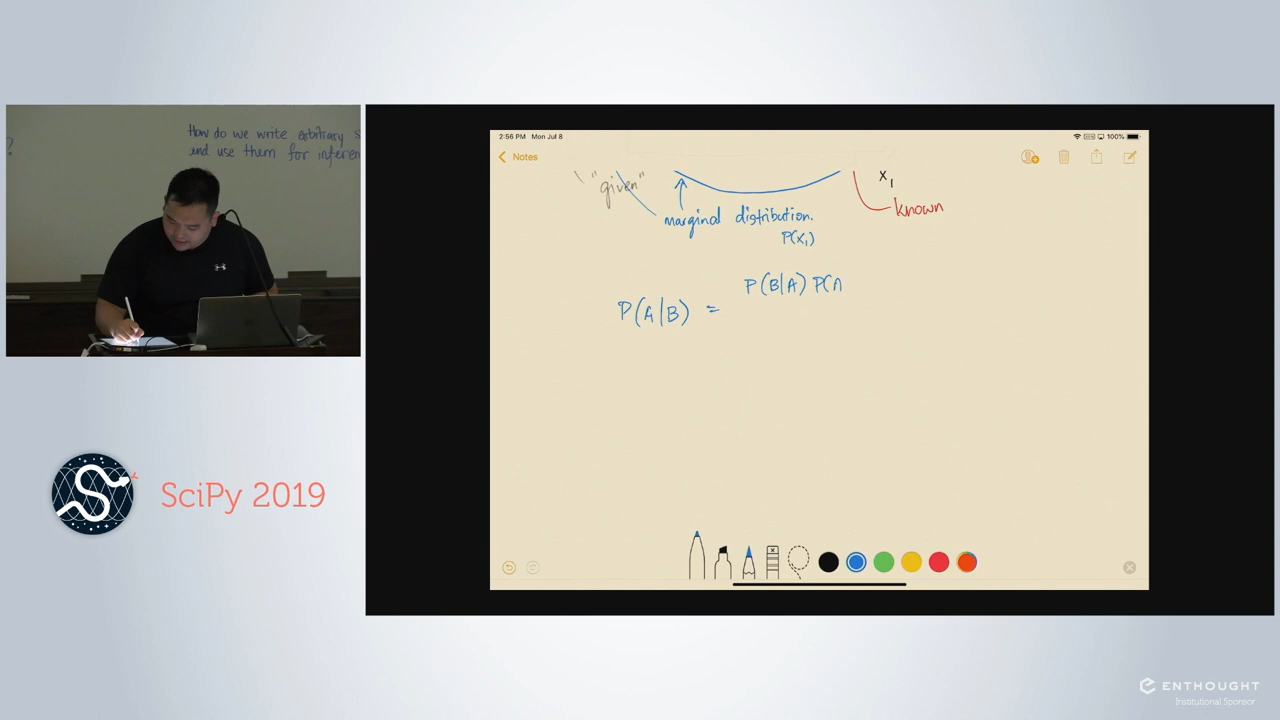 ?
How do we write arbitrary s
and use them for inferen
2:56 PM Mon Jul 8
100%
Notes
"given"
x₁
known
marginal distribution.
P(x₁)
P(B|A) P(A
P(A|B) =
SciPy 2019
ENTHOUGHT
Institutional Sponsor